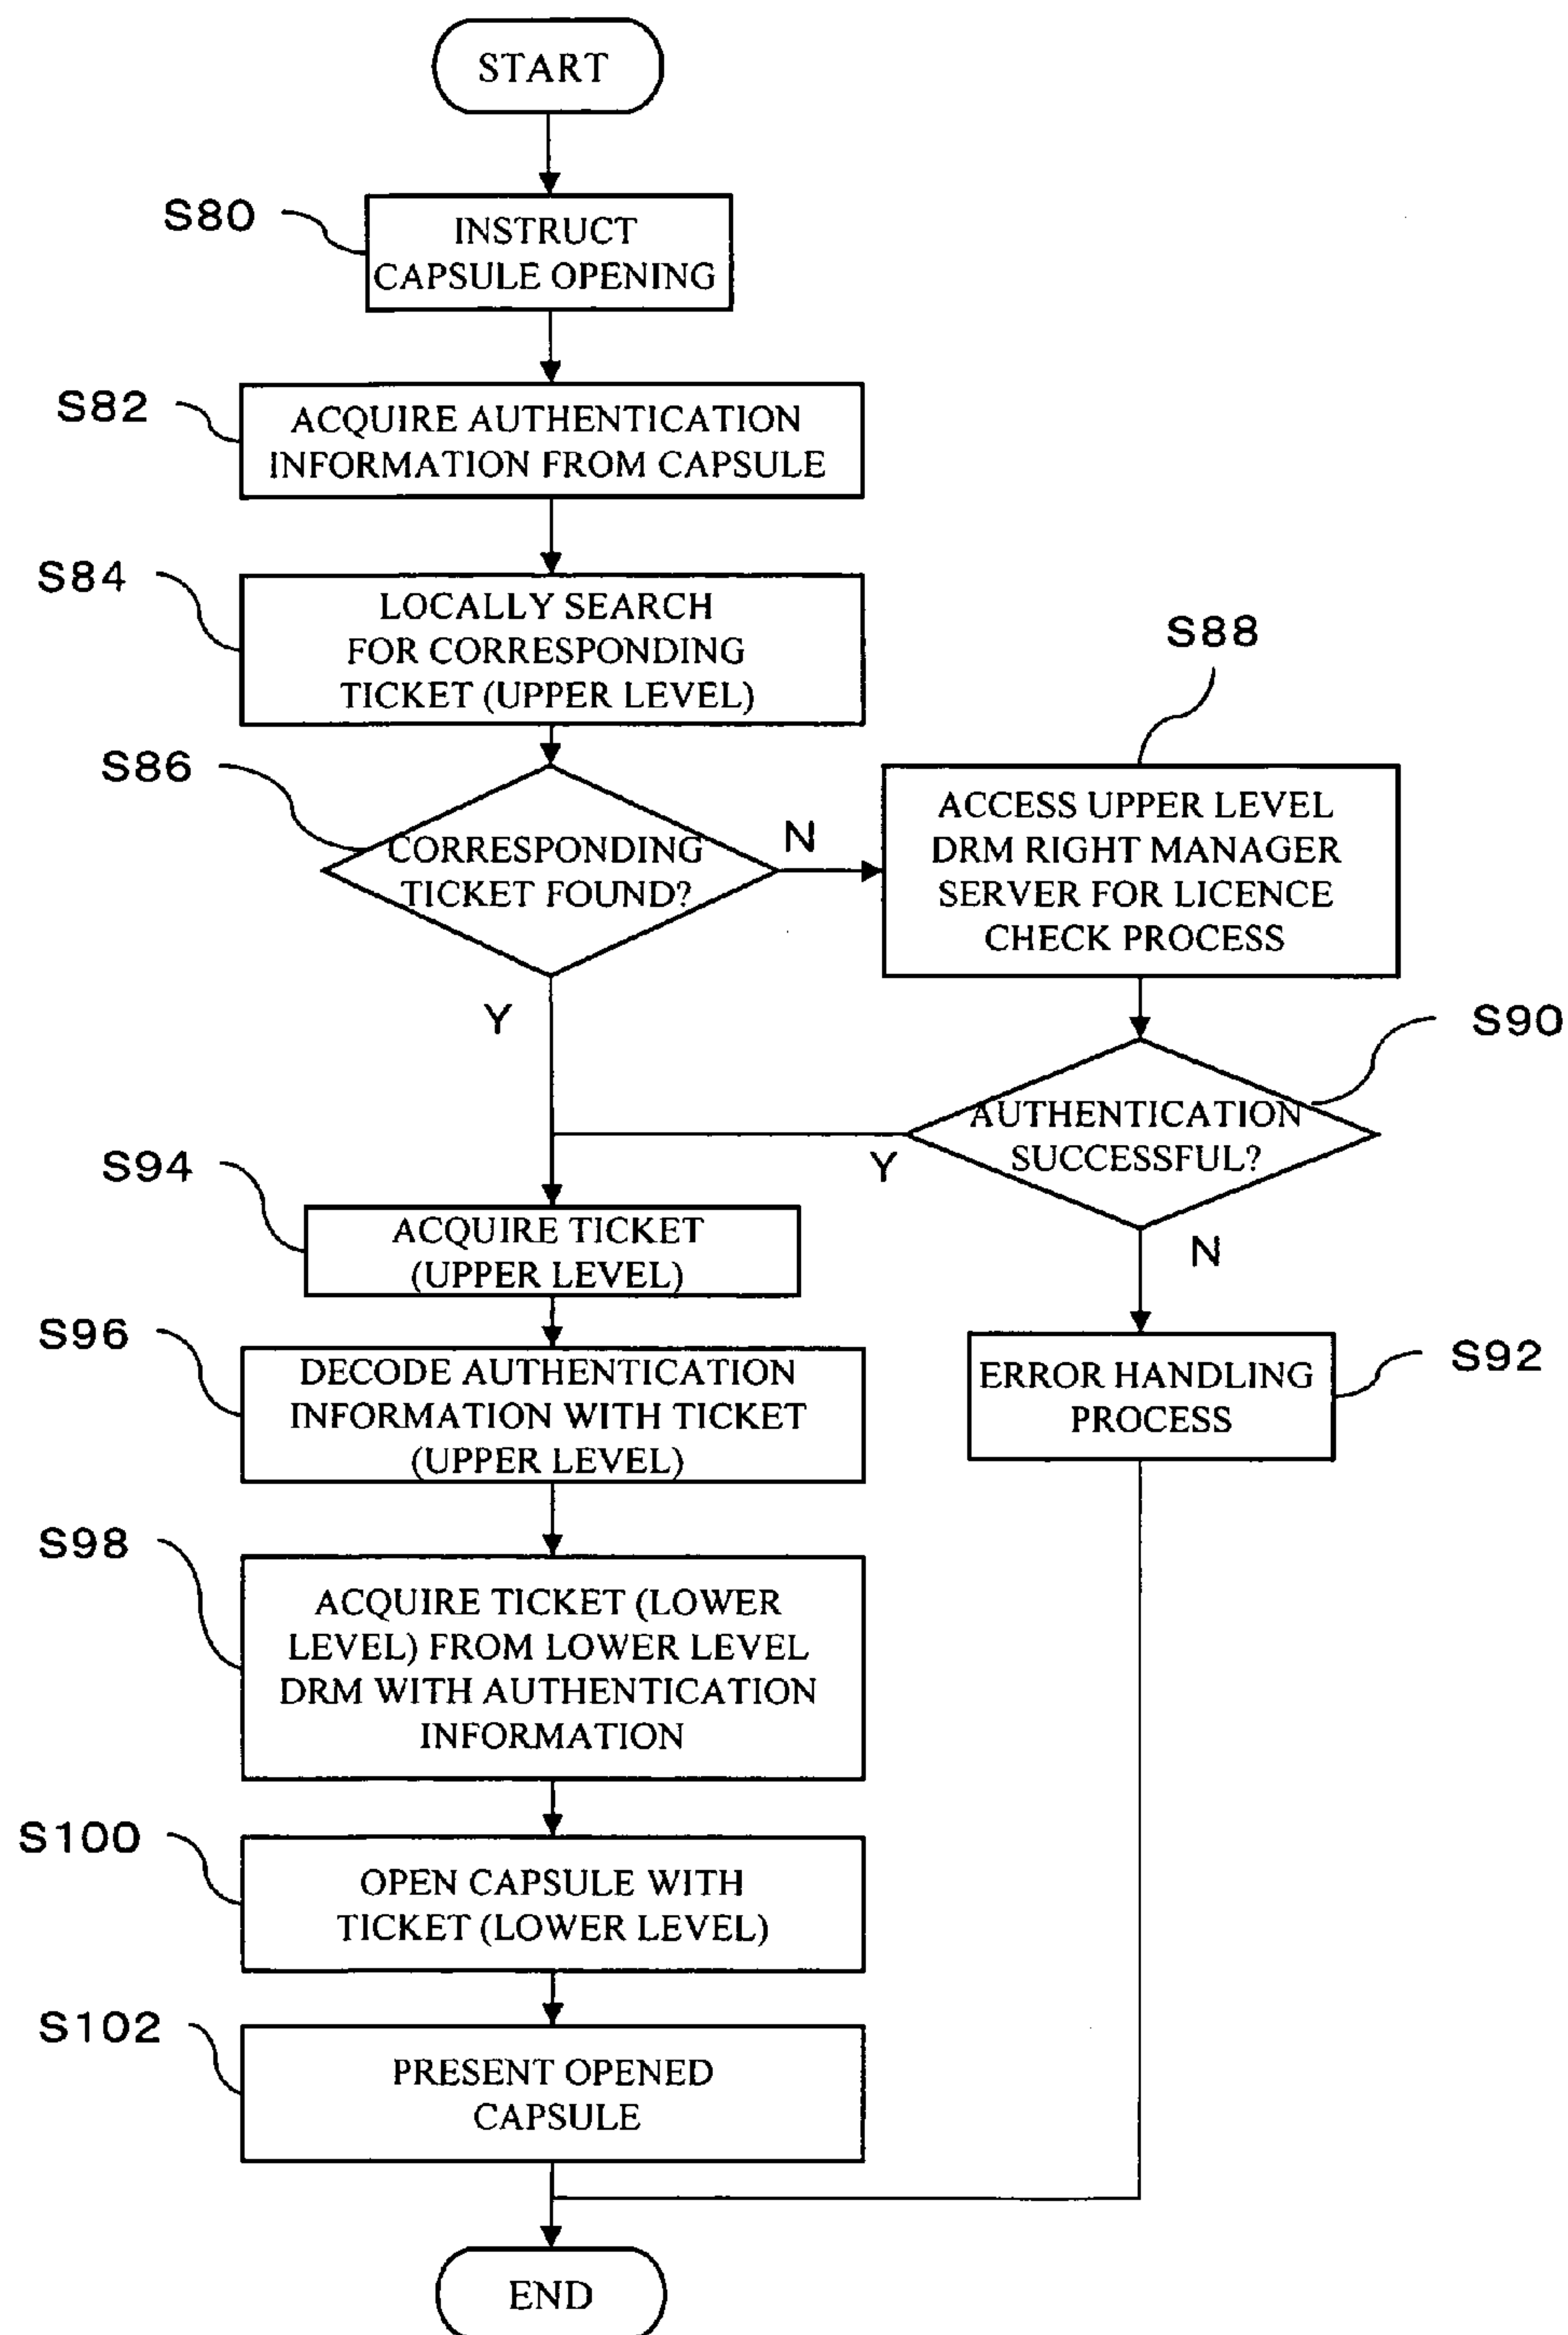 START
S80
INSTRUCT
CAPSULE OPENING
S82
ACQUIRE AUTHENTICATION
INFORMATION FROM CAPSULE
S84
LOCALLY SEARCH
FOR CORRESPONDING
TICKET (UPPER LEVEL)
S86
CORRESPONDING
TICKET FOUND?
N
Y
S88
ACCESS UPPER LEVEL
DRM RIGHT MANAGER
SERVER FOR LICENCE
CHECK PROCESS
S90
AUTHENTICATION
SUCCESSFUL?
Y
N
S92
ERROR HANDLING
PROCESS
S94
ACQUIRE TICKET
(UPPER LEVEL)
S96
DECODE AUTHENTICATION
INFORMATION WITH TICKET
(UPPER LEVEL)
S98
ACQUIRE TICKET (LOWER
LEVEL) FROM LOWER LEVEL
DRM WITH AUTHENTICATION
INFORMATION
S100
OPEN CAPSULE WITH
TICKET (LOWER LEVEL)
S102
PRESENT OPENED
CAPSULE
END